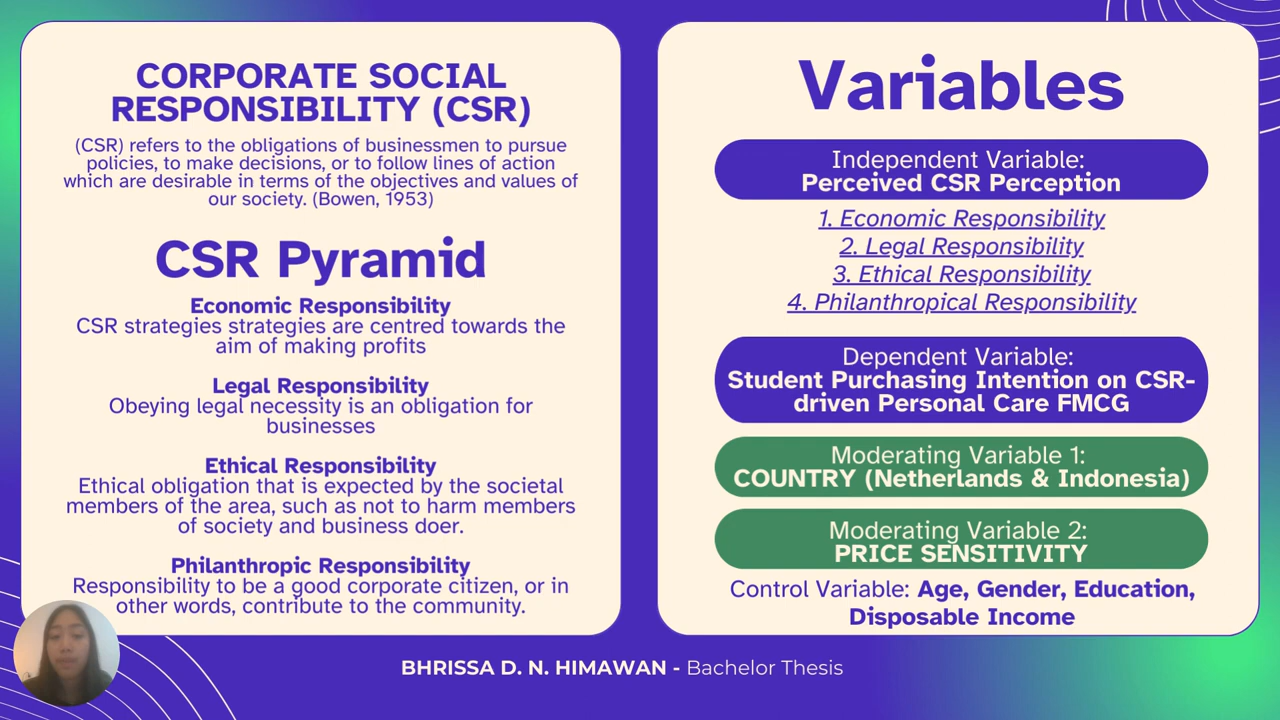 CORPORATE SOCIAL
RESPONSIBILITY (CSR)
(CSR) refers to the obligations of businessmen to pursue
policies, to make decisions, or to follow lines of action
which are desirable in terms of the objectives and values of
our society. (Bowen, 1953)
CSR Pyramid
Economic Responsibility
CSR strategies strategies are centred towards the
aim of making profits
Legal Responsibility
Obeying legal necessity is an obligation for
businesses
Ethical Responsibility
Ethical obligation that is expected by the societal
members of the area, such as not to harm members
of society and business doer.
Philanthropic Responsibility
Responsibility to be a good corporate citizen, or in
other words, contribute to the community.
Variables
Independent Variable:
Perceived CSR Perception
1. Economic Responsibility
2. Legal Responsibility
3. Ethical Responsibility
4. Philanthropical Responsibility
Dependent Variable:
Student Purchasing Intention on CSR-
driven Personal Care FMCG
Moderating Variable 1:
COUNTRY (Netherlands & Indonesia)
Moderating Variable 2:
PRICE SENSITIVITY
Control Variable: Age, Gender, Education,
Disposable Income
BHRISSA D. N. HIMAWAN - Bachelor Thesis